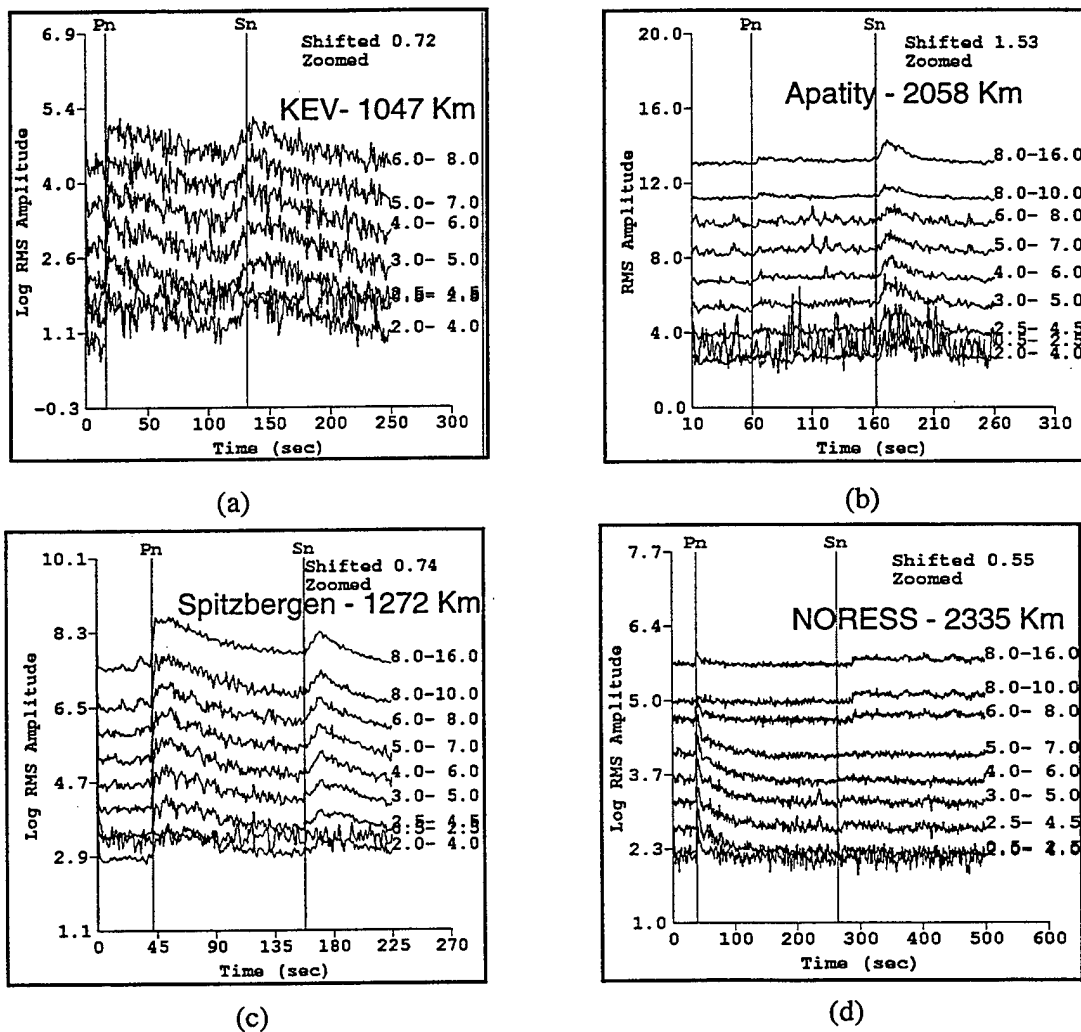 Pn Sn
6.9
5.4
4.0
2.6
1.1
-0.3
Log RMS Amplitude
Shifted 0.72
Zoomed
KEV- 1047 Km
6.0- 8.0
5.0- 7.0
4.0- 6.0
3.0- 5.0
2.0- 4.0
0 50 100 150 200 250 300
Time (sec)
(a)
Pn Sn
20.0
16.0
12.0
8.0
4.0
0.0
RMS Amplitude
Shifted 1.53
Zoomed
Apatity - 2058 Km
8.0-16.0
8.0-10.0
6.0- 8.0
5.0- 7.0
4.0- 6.0
3.0- 5.0
2.5- 4.5
2.0- 4.0
10 60 110 160 210 260 310
Time (sec)
(b)
Pn Sn
10.1
8.3
6.5
4.7
2.9
1.1
Log RMS Amplitude
Shifted 0.74
Zoomed
Spitzbergen - 1272 Km
8.0-16.0
8.0-10.0
6.0- 8.0
5.0- 7.0
4.0- 6.0
3.0- 5.0
2.0- 4.0
0 45 90 135 180 225 270
Time (sec)
(c)
Pn Sn
7.7
6.4
5.0
3.7
2.3
1.0
Log RMS Amplitude
Shifted 0.55
Zoomed
NORESS - 2335 Km
8.0-16.0
8.0-10.0
6.0- 8.0
5.0- 7.0
4.0- 6.0
3.0- 5.0
2.5- 4.5
0 100 200 300 400 500 600
Time (sec)
(d)